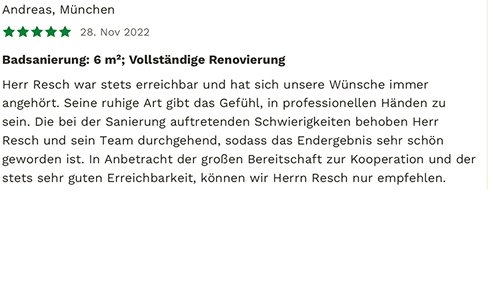 Andreas, München
28. Nov 2022
Badsanierung: 6 m²; Vollständige Renovierung
Herr Resch war stets erreichbar und hat sich unsere Wünsche immer
angehört. Seine ruhige Art gibt das Gefühl, in professionellen Händen zu
sein. Die bei der Sanierung auftretenden Schwierigkeiten behoben Herr
Resch und sein Team durchgehend, sodass das Endergebnis sehr schön
geworden ist. In Anbetracht der großen Bereitschaft zur Kooperation und der
stets sehr guten Erreichbarkeit, können wir Herrn Resch nur empfehlen.